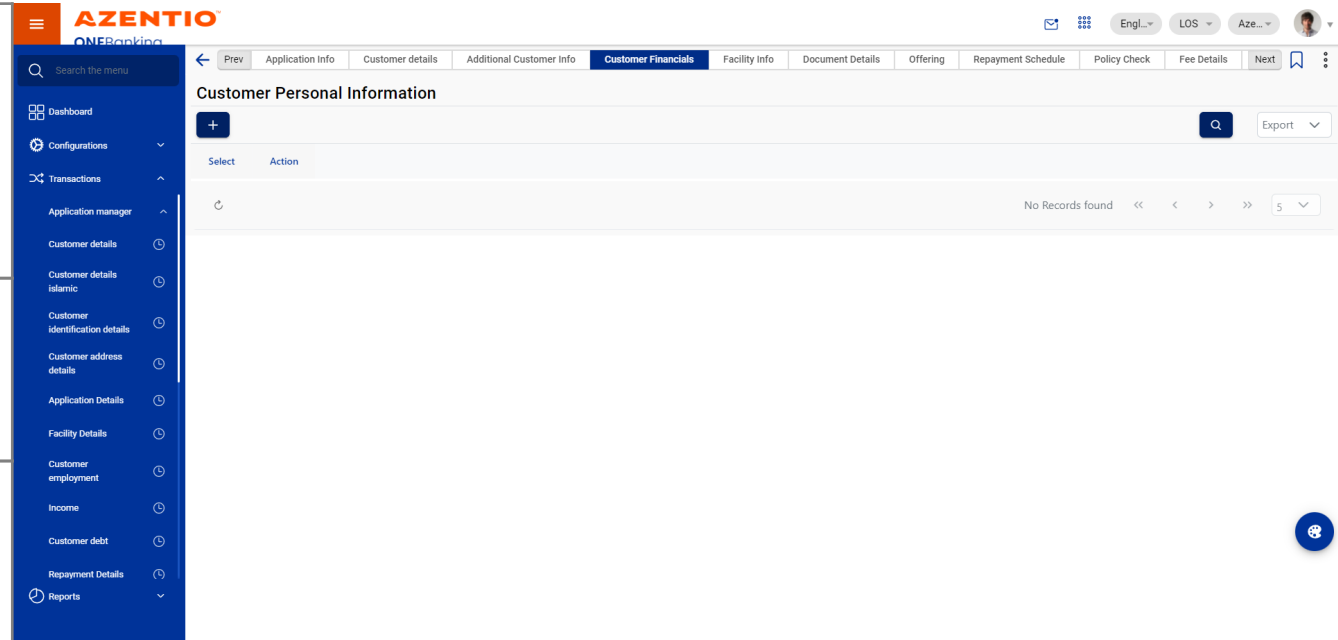 AZENTIO™
ONEBanking
Engl...
LOS
Aze...
Search the menu
Dashboard
Configurations
Transactions
Application manager
Customer details
Customer details
islamic
Customer
identification details
Customer address
details
Application Details
Facility Details
Customer
employment
Income
Customer debt
Repayment Details
Reports
Prev
Application Info
Customer details
Additional Customer Info
Customer Financials
Facility Info
Document Details
Offering
Repayment Schedule
Policy Check
Fee Details
Next
Customer Personal Information
Export
Select
Action
No Records found
5